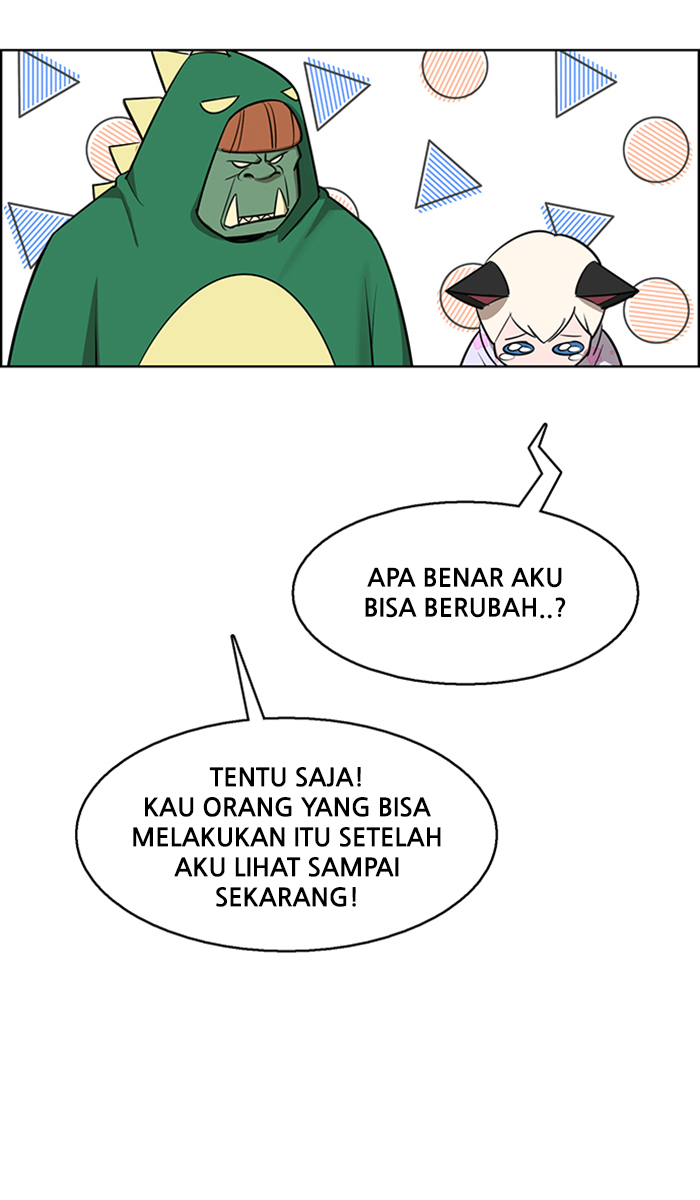 APA BENAR AKU
BISA BERUBAH..?
TENTU SAJA!
KAU ORANG YANG BISA
MELAKUKAN ITU SETELAH
AKU LIHAT SAMPAI
SEKARANG!